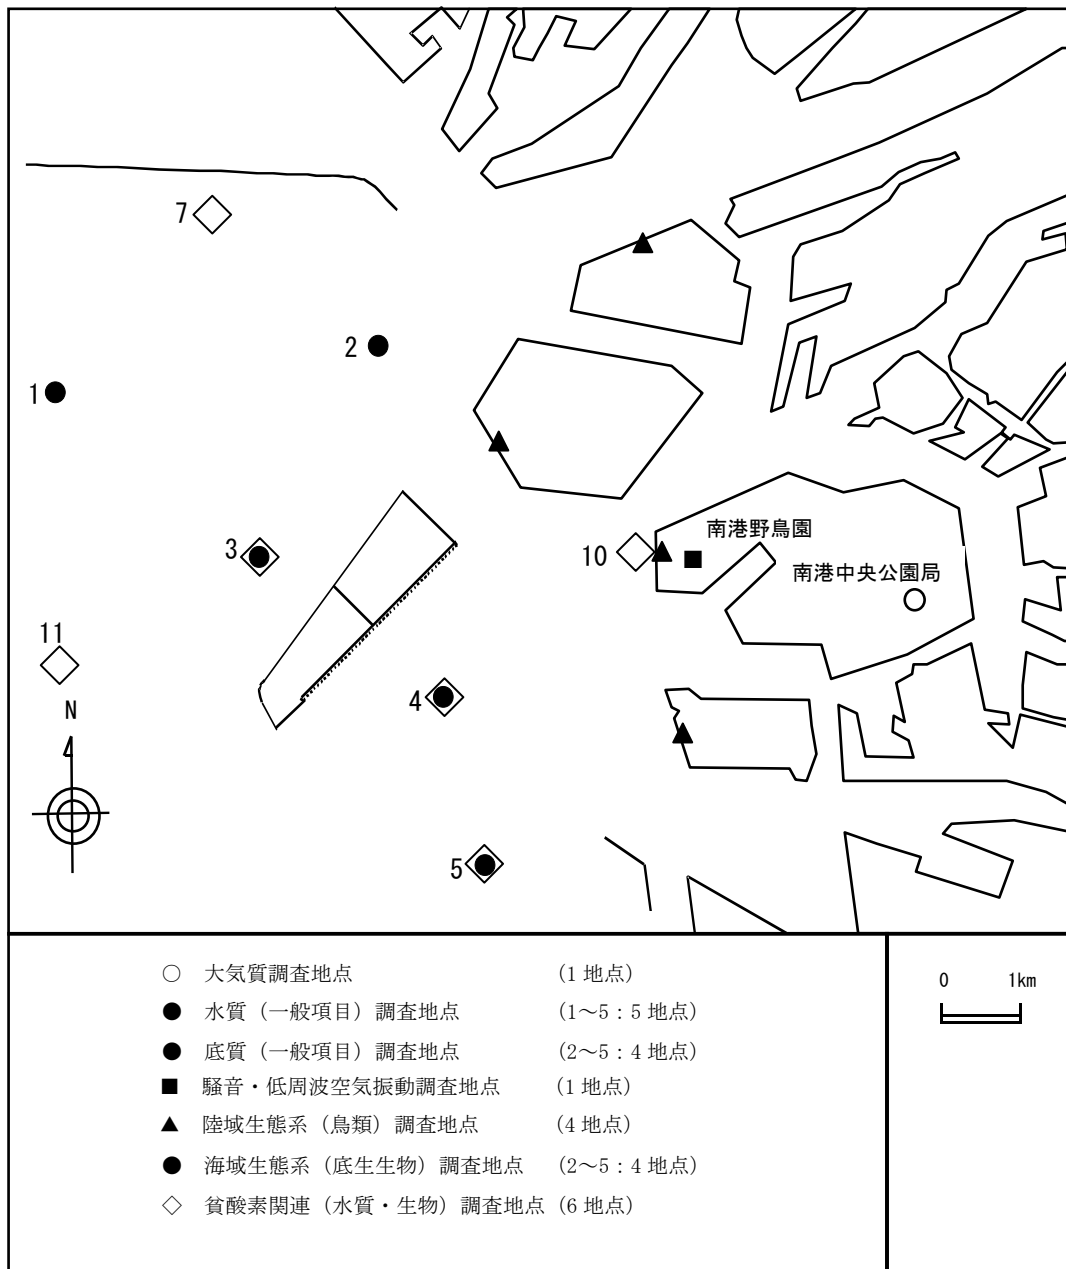 7
2
1
3
南港野鳥園
10
南港中央公園局
11
4
N
5
○ 大気質調査地点 (1 地点)
● 水質（一般項目）調査地点 (1～5：5 地点)
● 底質（一般項目）調査地点 (2～5：4 地点)
■ 騒音・低周波空気振動調査地点 (1 地点)
▲ 陸域生態系（鳥類）調査地点 (4 地点)
● 海域生態系（底生生物）調査地点 (2～5：4 地点)
◇ 貧酸素関連（水質・生物）調査地点 (6 地点)
0 1km